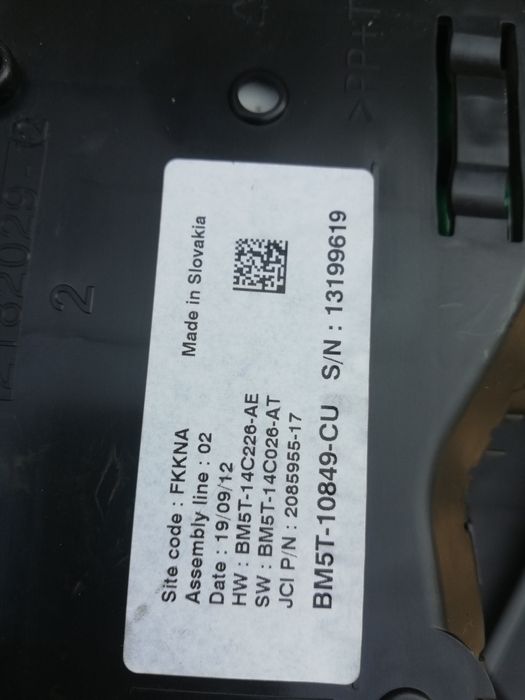 Site code : FKKNA
Made in Slovakia
Assembly line : 02
Date : 19/09/12
HW : BM5T-14C226-AE
SW : BM5T-14C026-AT
JCI P/N : 2085955-17
BM5T-10849-CU S/N : 13199619
2
>PP+T